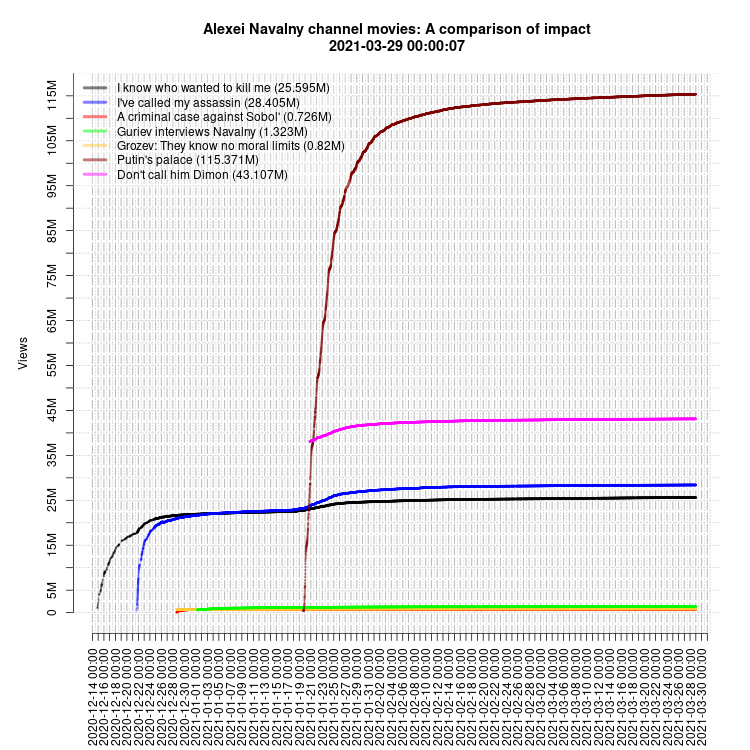 Alexei Navalny channel movies: A comparison of impact
2021-03-29 00:00:07
I know who wanted to kill me (25.595M)
I've called my assassin (28.405M)
A criminal case against Sobol' (0.726M)
Guriev interviews Navalny (1.323M)
Grozev: They know no moral limits (0.82M)
Putin's palace (115.371M)
Don't call him Dimon (43.107M)
Views
115M
105M
95M
85M
75M
65M
55M
45M
35M
25M
15M
5M
0
2020-12-14 00:00
2020-12-16 00:00
2020-12-18 00:00
2020-12-20 00:00
2020-12-22 00:00
2020-12-24 00:00
2020-12-26 00:00
2020-12-28 00:00
2020-12-30 00:00
2021-01-01 00:00
2021-01-03 00:00
2021-01-05 00:00
2021-01-07 00:00
2021-01-09 00:00
2021-01-11 00:00
2021-01-13 00:00
2021-01-15 00:00
2021-01-17 00:00
2021-01-19 00:00
2021-01-21 00:00
2021-01-23 00:00
2021-01-25 00:00
2021-01-27 00:00
2021-01-29 00:00
2021-01-31 00:00
2021-02-02 00:00
2021-02-04 00:00
2021-02-06 00:00
2021-02-08 00:00
2021-02-10 00:00
2021-02-12 00:00
2021-02-14 00:00
2021-02-16 00:00
2021-02-18 00:00
2021-02-20 00:00
2021-02-22 00:00
2021-02-24 00:00
2021-02-26 00:00
2021-02-28 00:00
2021-03-02 00:00
2021-03-04 00:00
2021-03-06 00:00
2021-03-08 00:00
2021-03-10 00:00
2021-03-12 00:00
2021-03-14 00:00
2021-03-16 00:00
2021-03-18 00:00
2021-03-20 00:00
2021-03-22 00:00
2021-03-24 00:00
2021-03-26 00:00
2021-03-28 00:00
2021-03-30 00:00